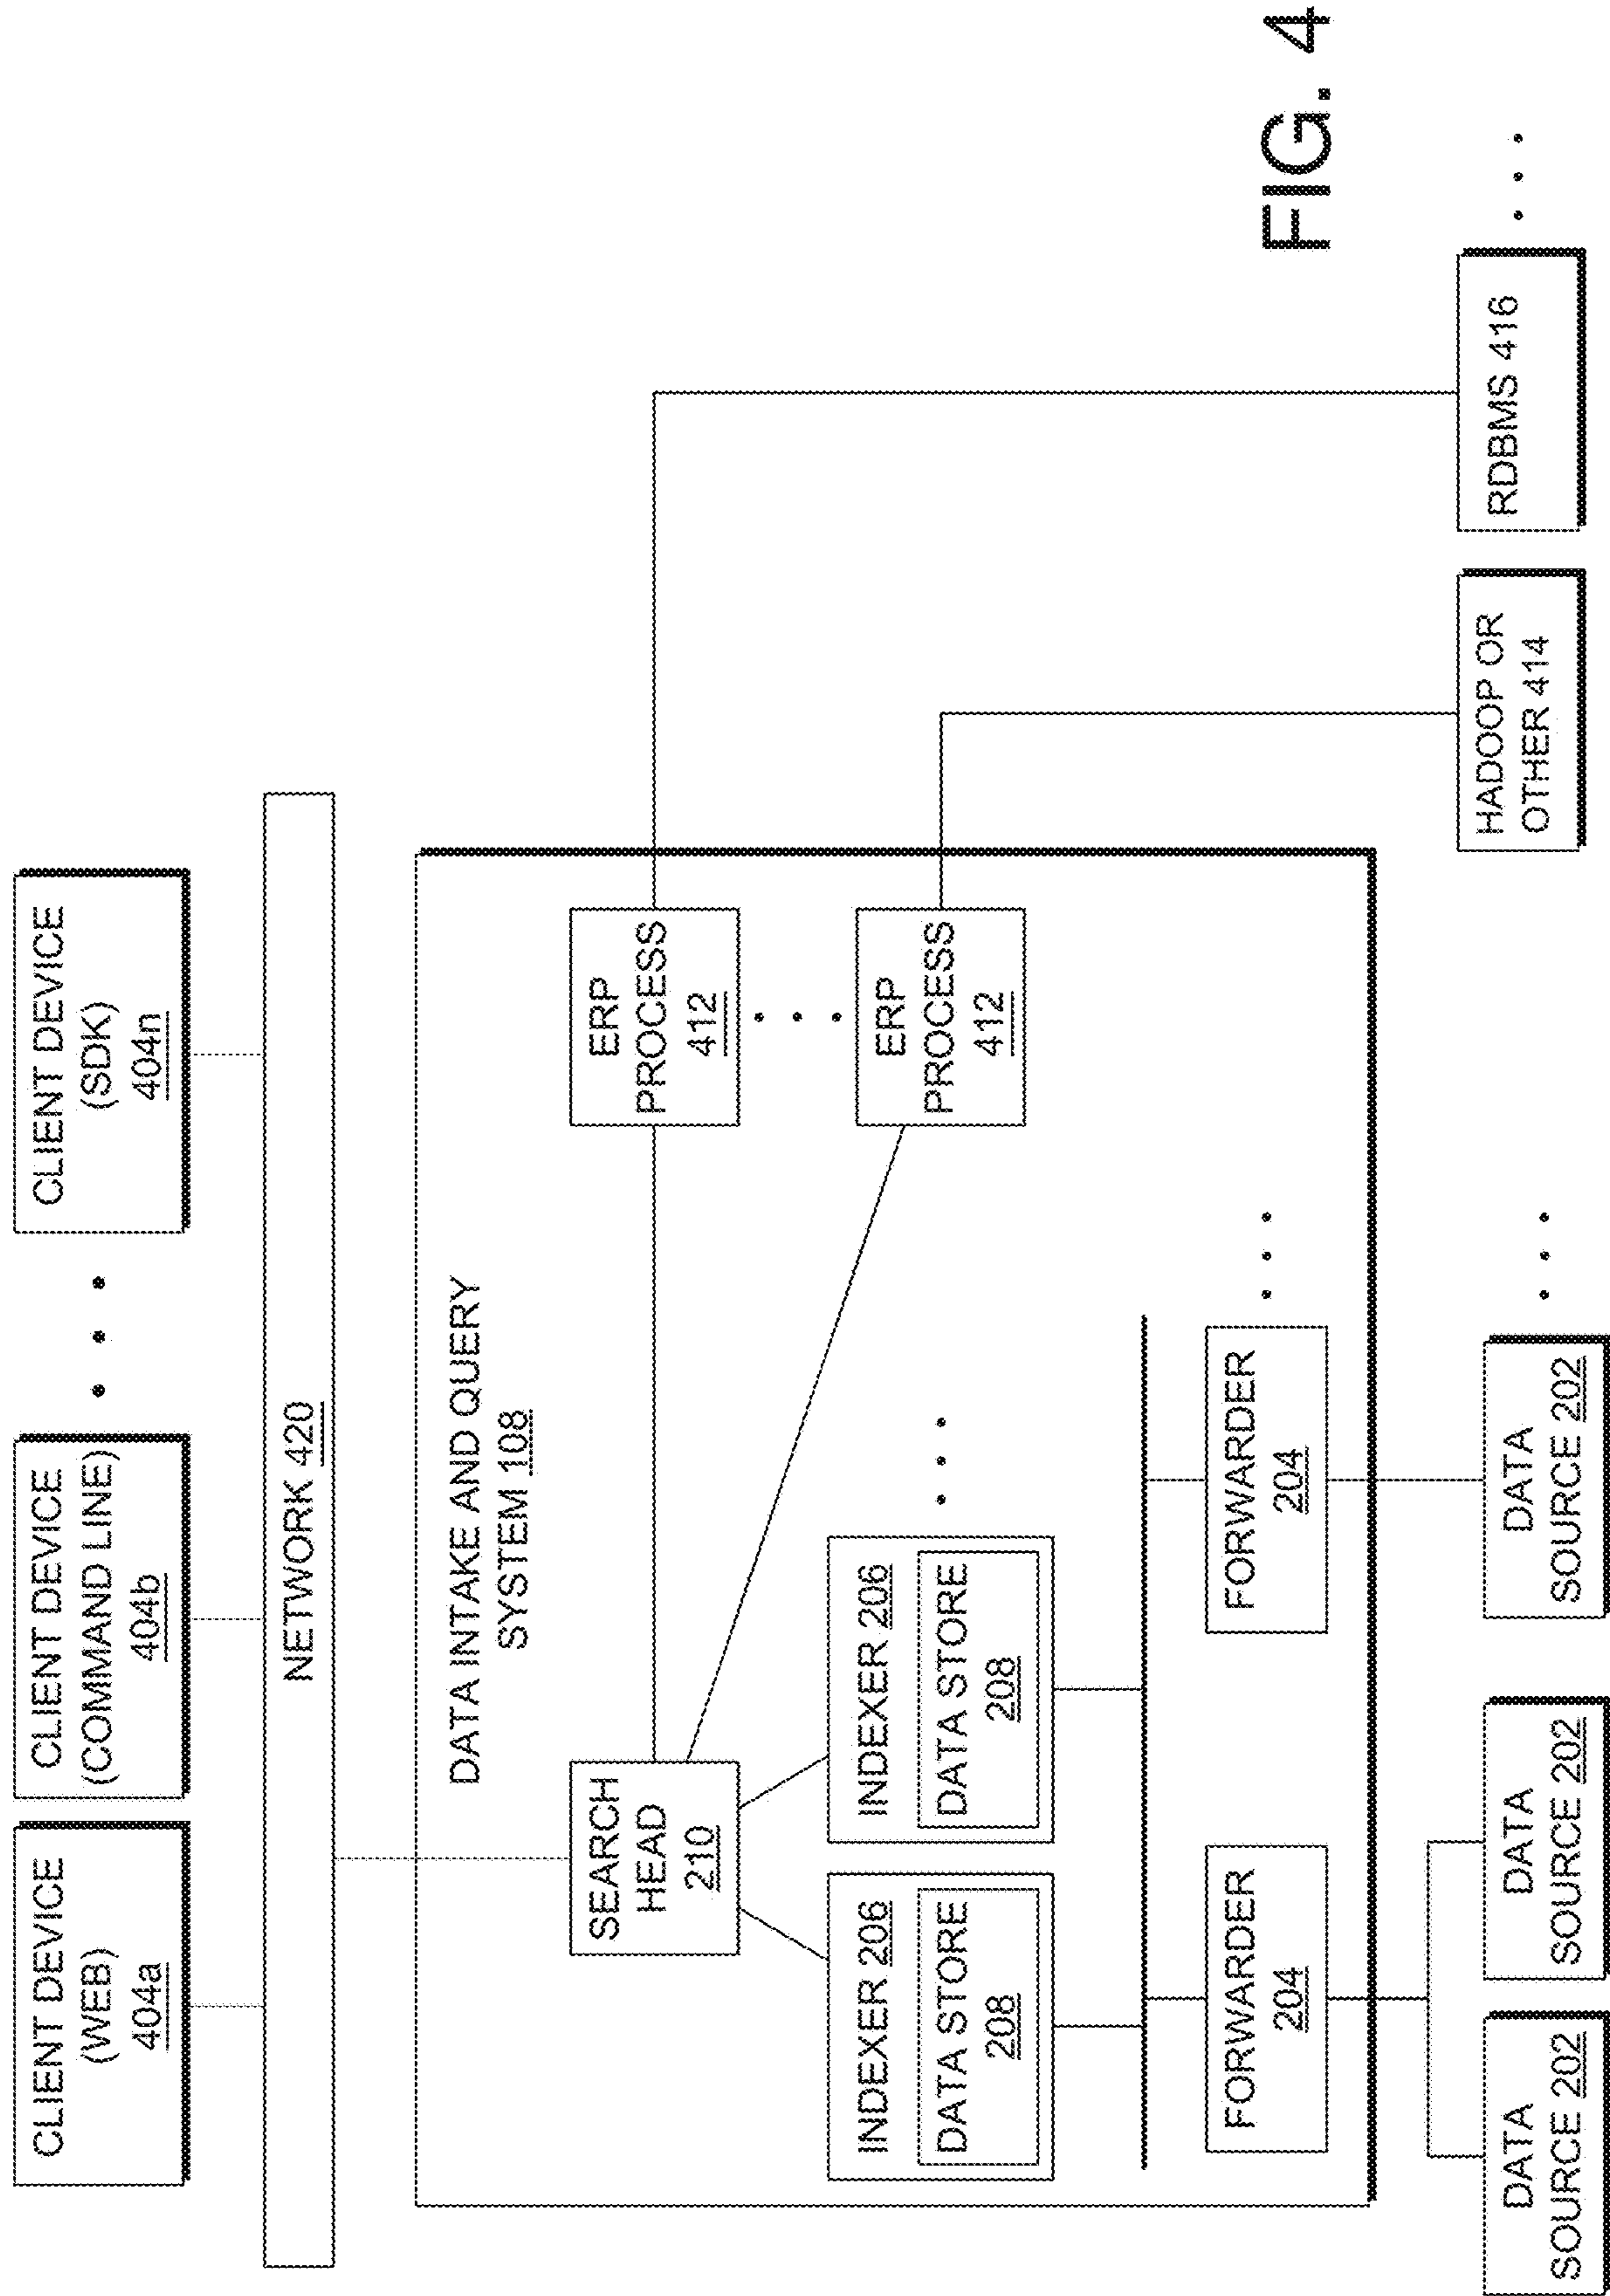 CLIENT DEVICE
(WEB)
404a
CLIENT DEVICE
(COMMAND LINE)
404b
CLIENT DEVICE
(SDK)
404n
NETWORK 420
DATA INTAKE AND QUERY
SYSTEM 108
SEARCH
HEAD
210
ERP
PROCESS
412
ERP
PROCESS
412
INDEXER 206
DATA STORE
208
INDEXER 206
DATA STORE
208
FORWARDER
204
FORWARDER
204
DATA
SOURCE 202
DATA
SOURCE 202
DATA
SOURCE 202
HADOOP OR
OTHER 414
RDBMS 416
FIG. 4